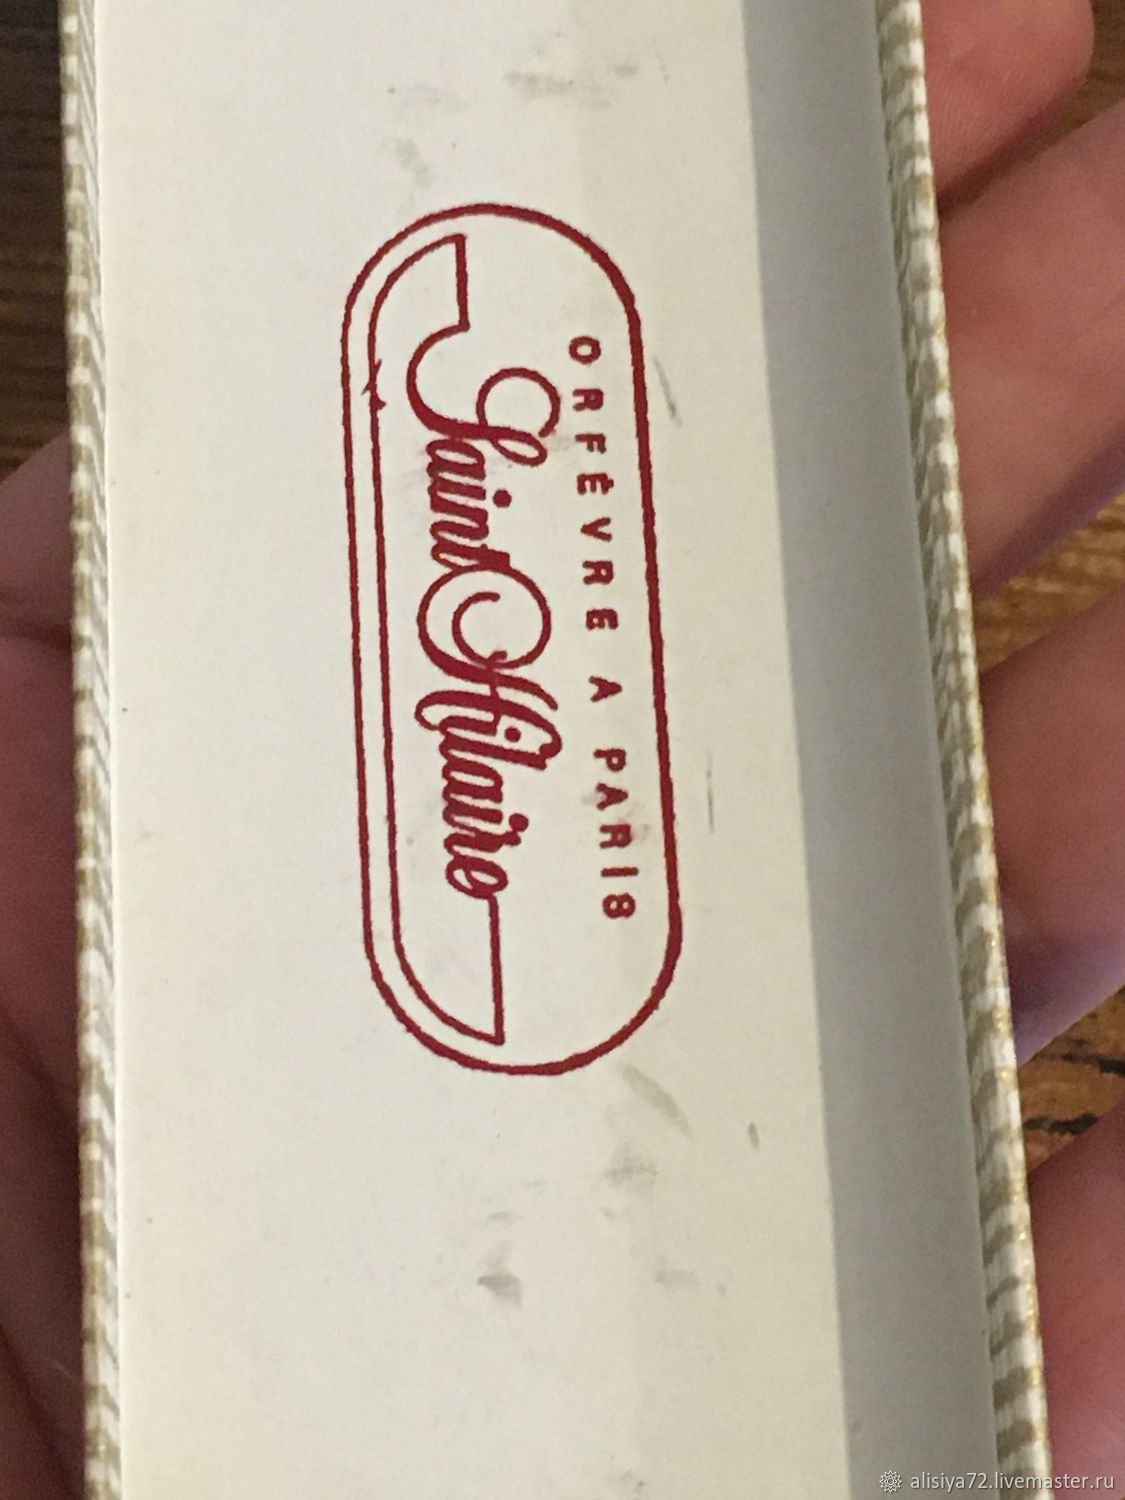 ORFÈVRE A PARIS
Saint Hilaire
alisiya72.livemaster.ru